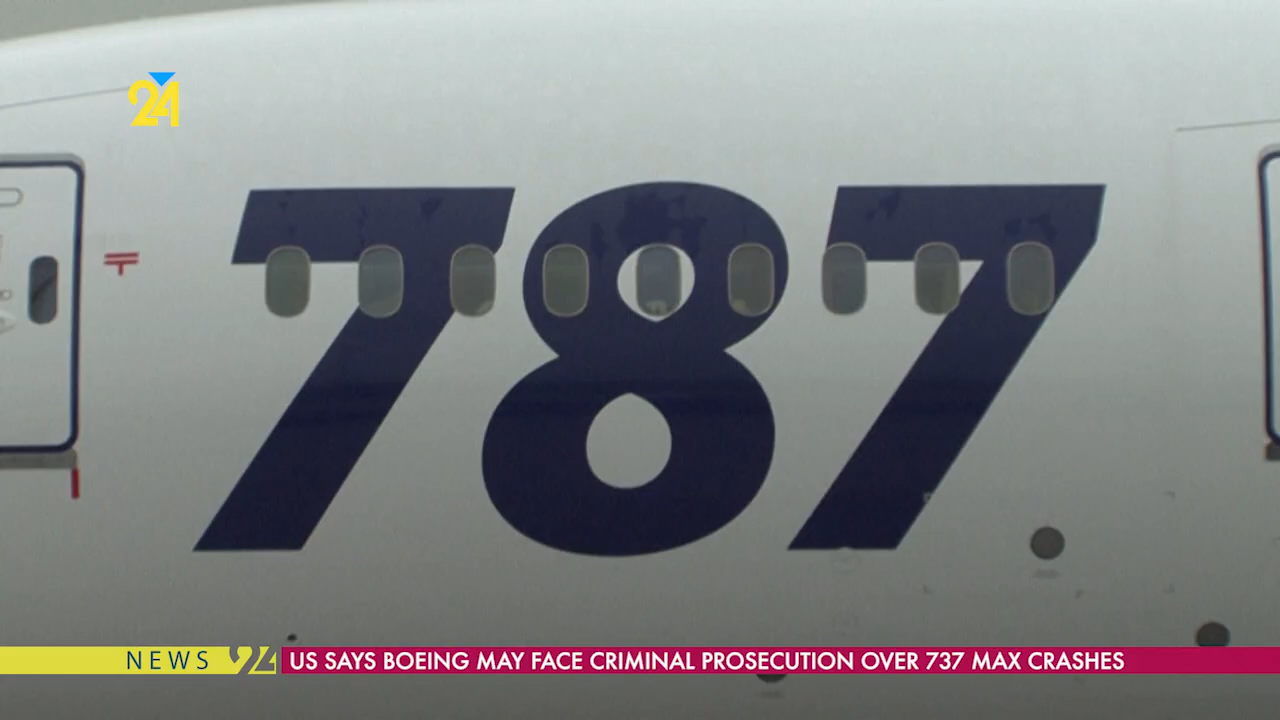 24
787
NEWS 24 US SAYS BOEING MAY FACE CRIMINAL PROSECUTION OVER 737 MAX CRASHES